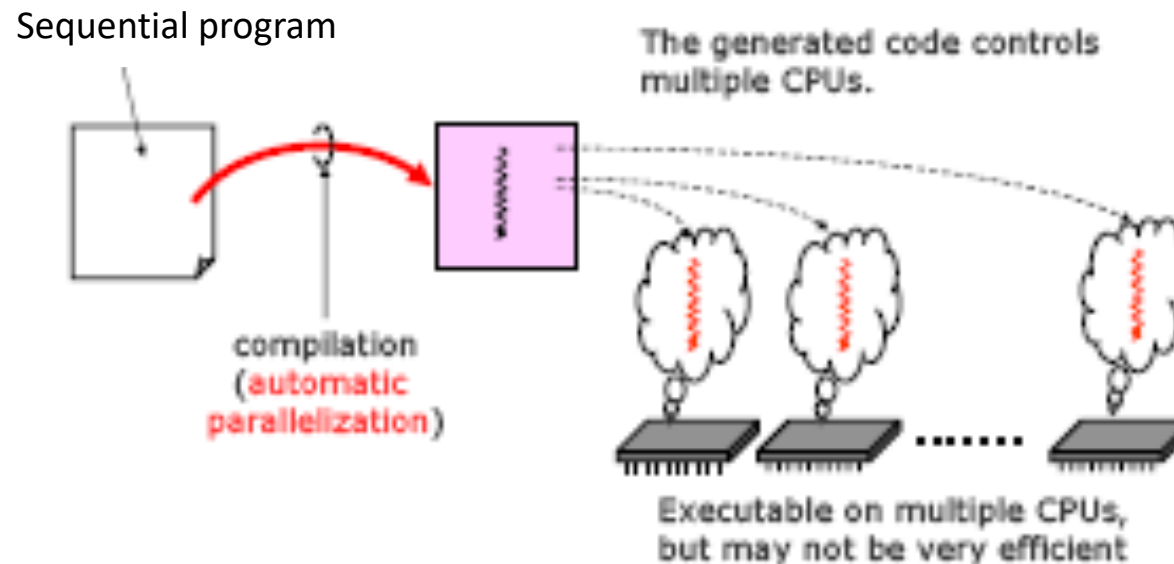 Sequential program
The generated code controls
multiple CPUs.
compilation
(automatic
parallelization)
Executable on multiple CPUs,
but may not be very efficient